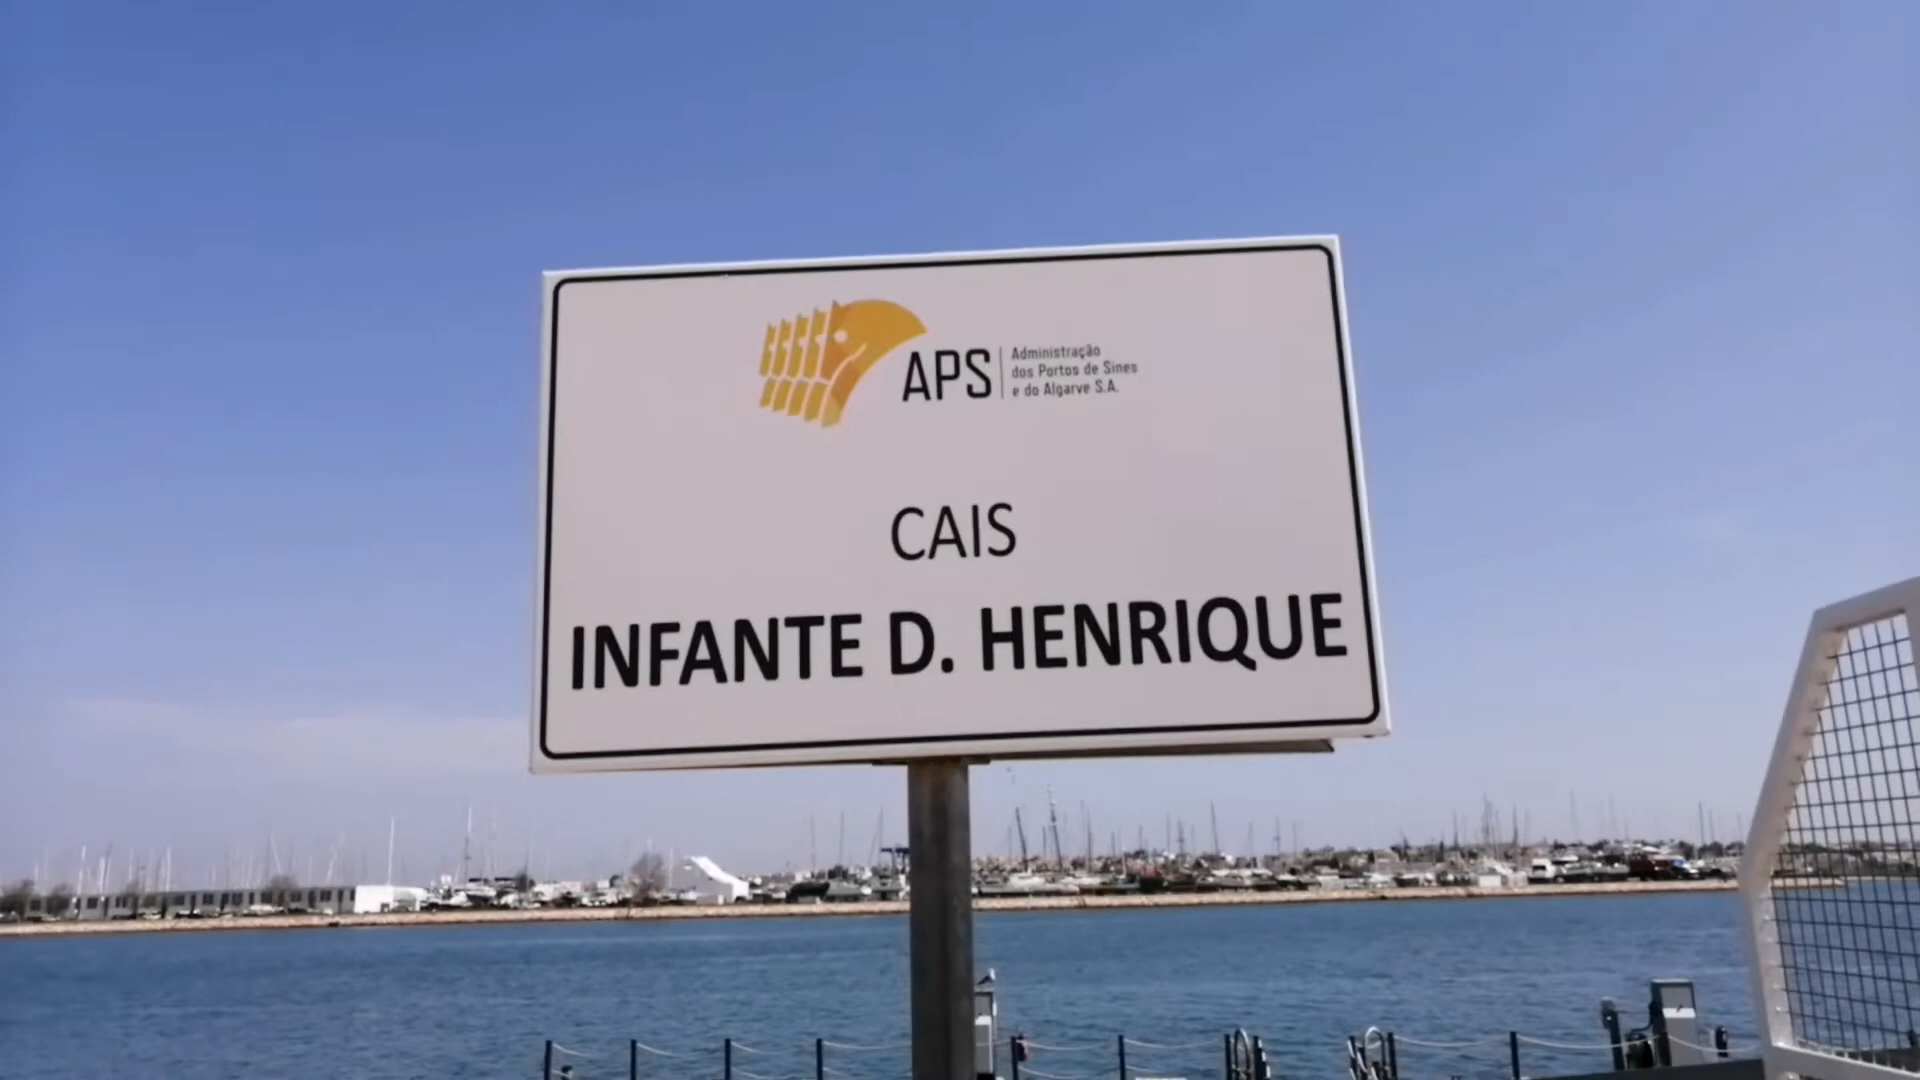 APS
Administração
dos Portos de Sines
e do Algarve S.A.
CAIS
INFANTE D. HENRIQUE